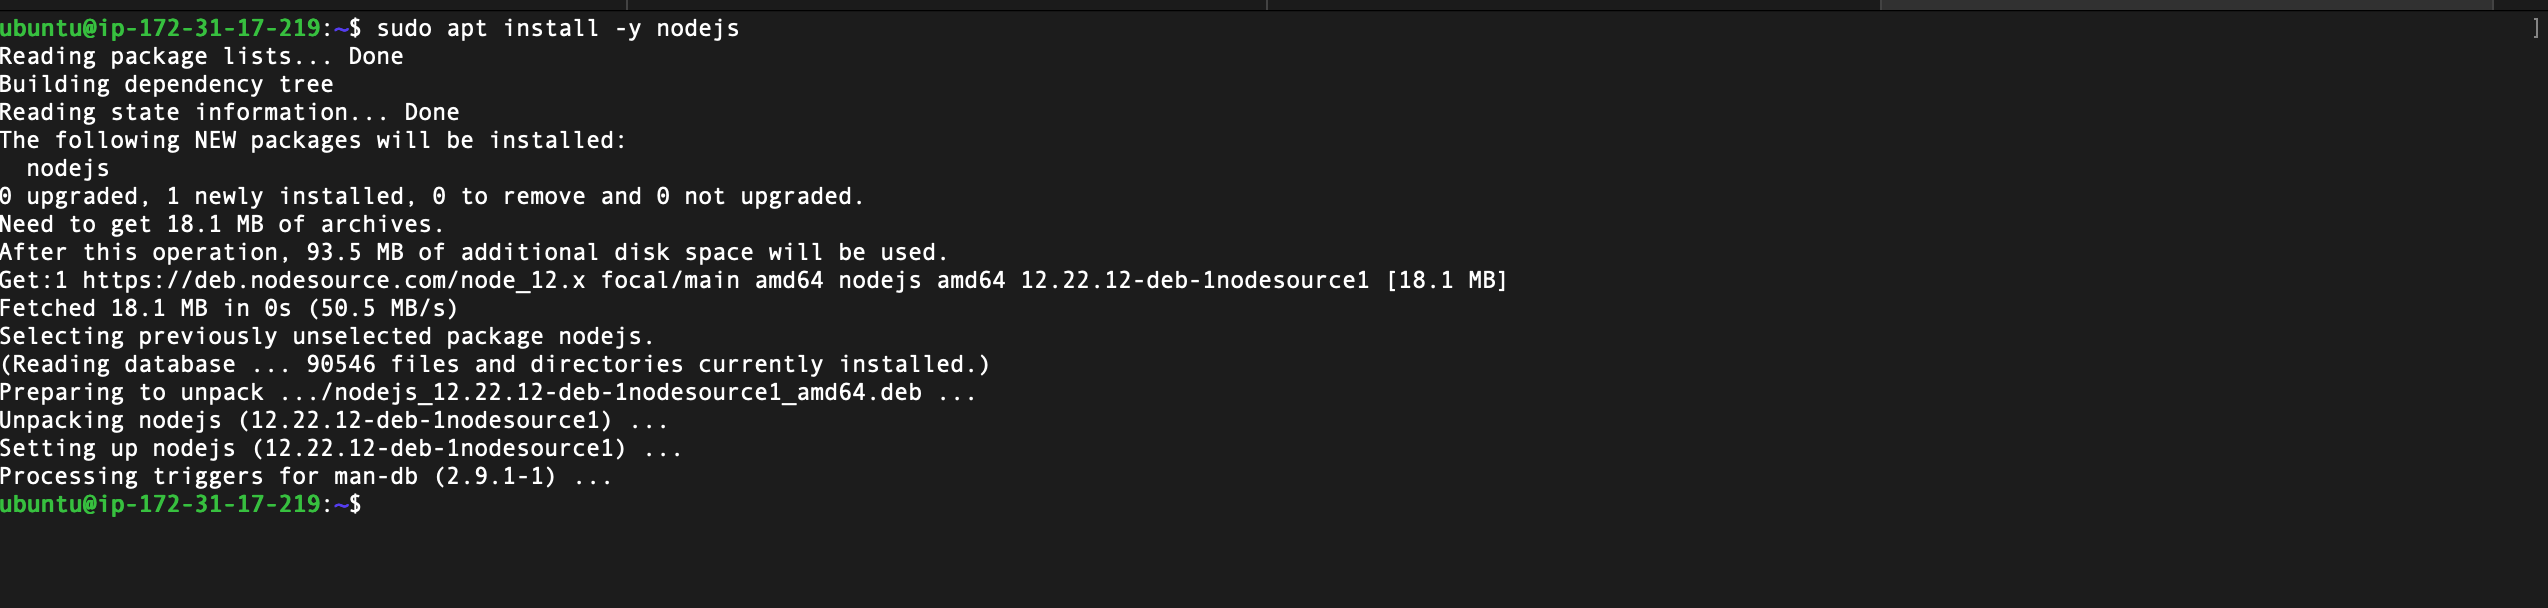 ubuntu@ip-172-31-17-219:~$ sudo apt install -y nodejs ]
Reading package lists... Done
Building dependency tree
Reading state information... Done
The following NEW packages will be installed:
  nodejs
0 upgraded, 1 newly installed, 0 to remove and 0 not upgraded.
Need to get 18.1 MB of archives.
After this operation, 93.5 MB of additional disk space will be used.
Get:1 https://deb.nodesource.com/node_12.x focal/main amd64 nodejs amd64 12.22.12-deb-1nodesource1 [18.1 MB]
Fetched 18.1 MB in 0s (50.5 MB/s)
Selecting previously unselected package nodejs.
(Reading database ... 90546 files and directories currently installed.)
Preparing to unpack .../nodejs_12.22.12-deb-1nodesource1_amd64.deb ...
Unpacking nodejs (12.22.12-deb-1nodesource1) ...
Setting up nodejs (12.22.12-deb-1nodesource1) ...
Processing triggers for man-db (2.9.1-1) ...
ubuntu@ip-172-31-17-219:~$